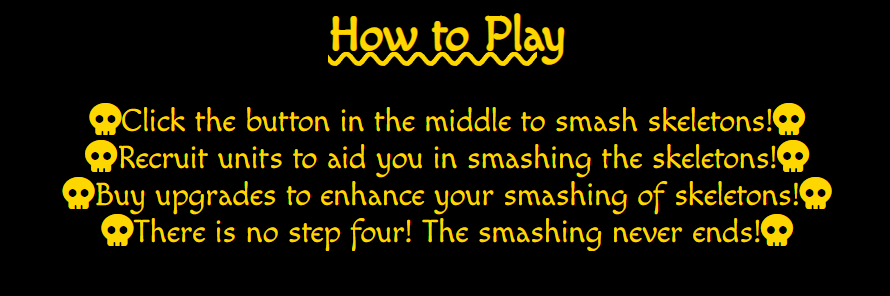 How to Play
Click the button in the middle to smash skeletons!
Recruit units to aid you in smashing the skeletons!
Buy upgrades to enhance your smashing of skeletons!
There is no step four! The smashing never ends!